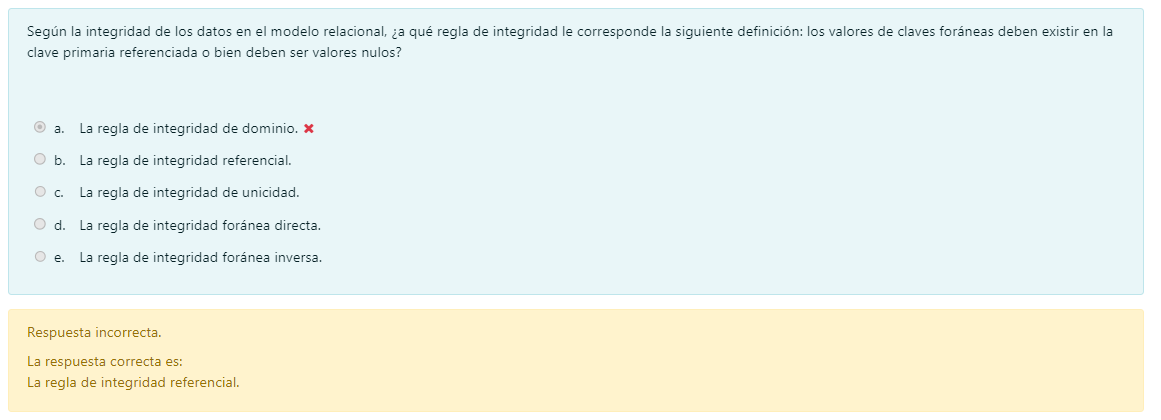 Según la integridad de los datos en el modelo relacional, ¿a qué regla de integridad le corresponde la siguiente definición: los valores de claves foráneas deben existir en la
clave primaria referenciada o bien deben ser valores nulos?
a. La regla de integridad de dominio.
b. La regla de integridad referencial.
c. La regla de integridad de unicidad.
d. La regla de integridad foránea directa.
e. La regla de integridad foránea inversa.
Respuesta incorrecta.
La respuesta correcta es:
La regla de integridad referencial.